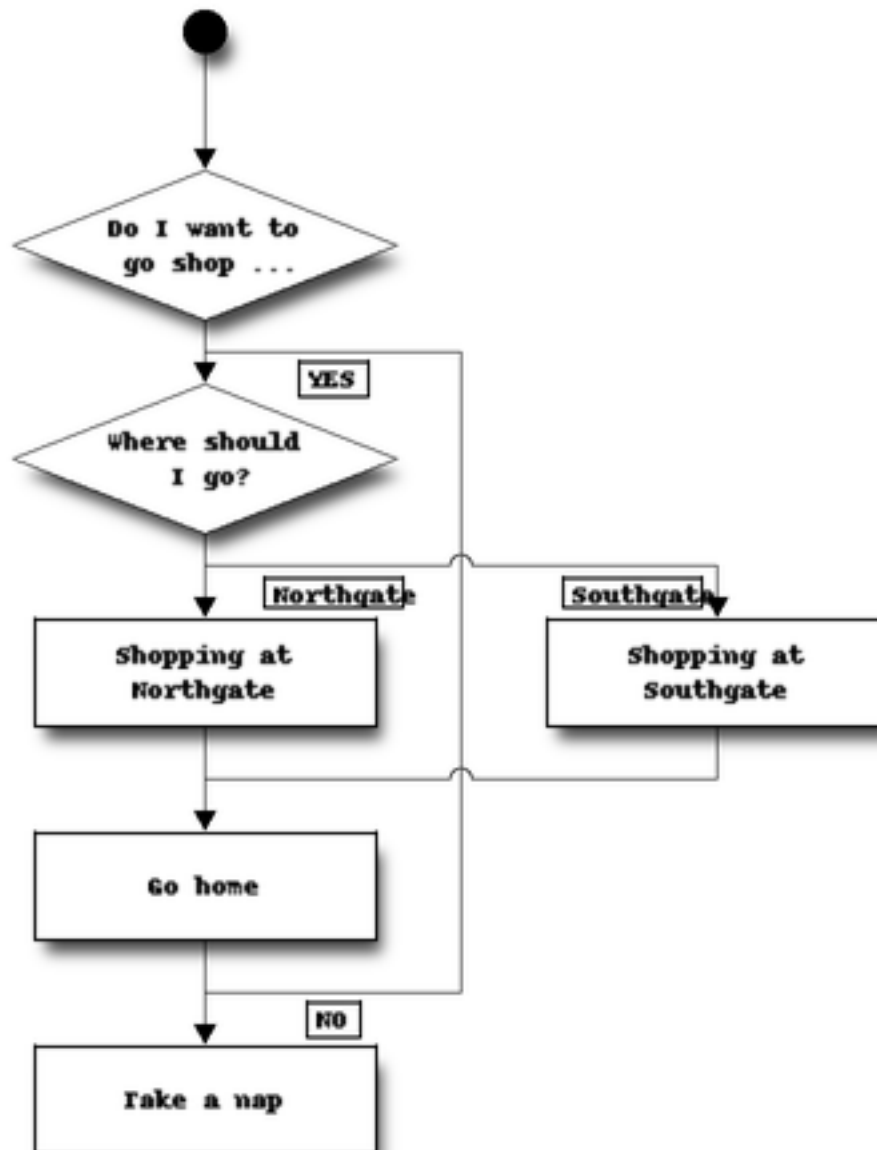 Do I want to
go shop ...
YES
Where should
I go?
Northgate
Southgate
Shopping at
Northgate
Shopping at
Southgate
Go home
NO
Take a nap